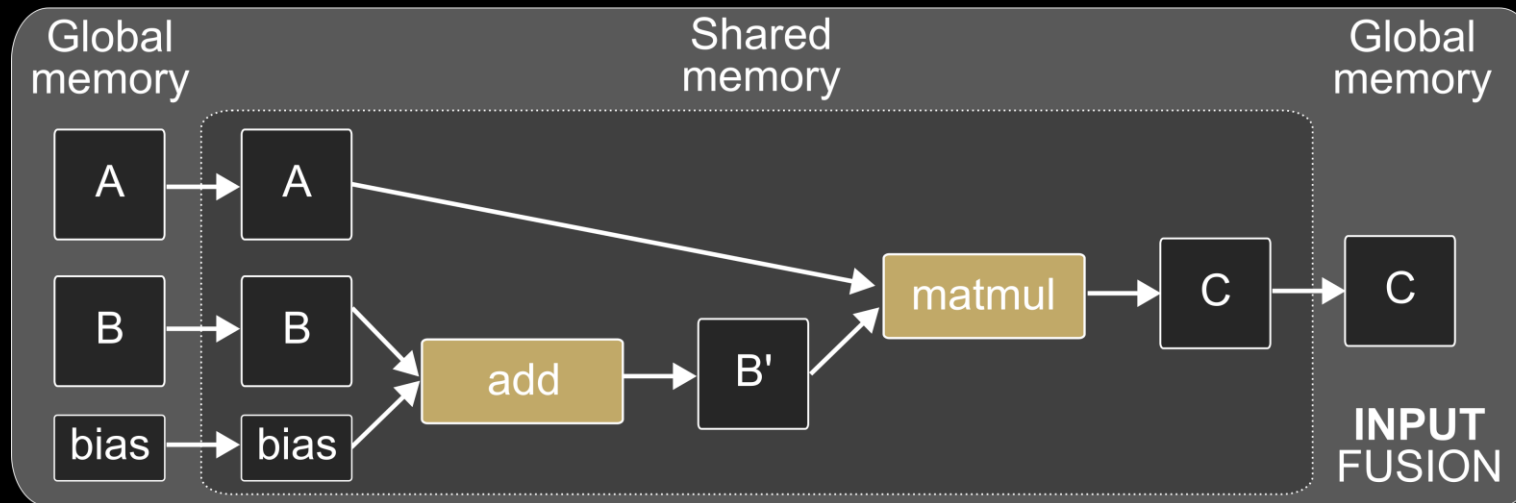 Global
memory
Shared
memory
Global
memory
A
A
B
B
bias
bias
add
B'
matmul
C
C
INPUT
FUSION